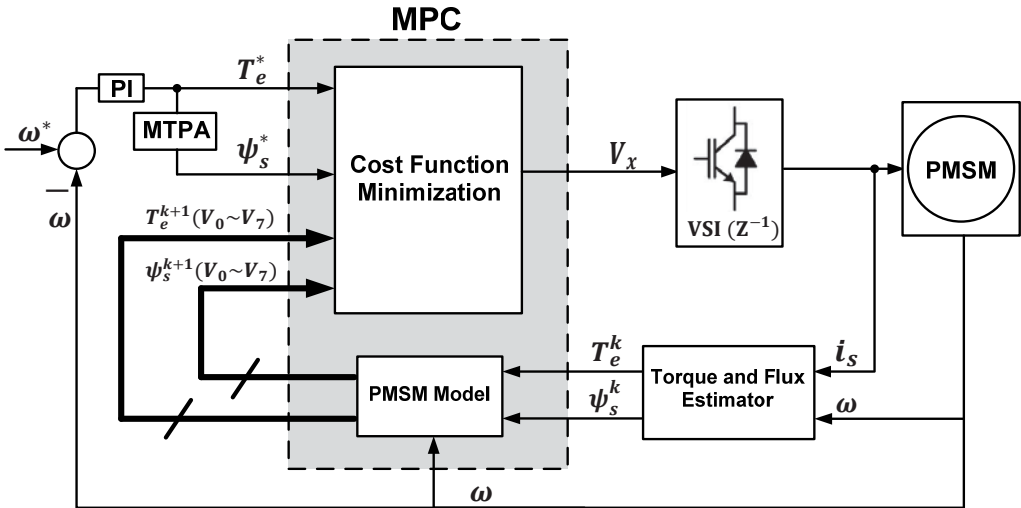 MPC
T_e^*
PI
ω*
MTPA
ψ_s^*
Cost Function
Minimization
V_x
VSI (Z⁻¹)
PMSM
−
ω
T_e^{k+1}(V_0~V_7)
ψ_s^{k+1}(V_0~V_7)
PMSM Model
T_e^k
ψ_s^k
Torque and Flux
Estimator
i_s
ω
ω